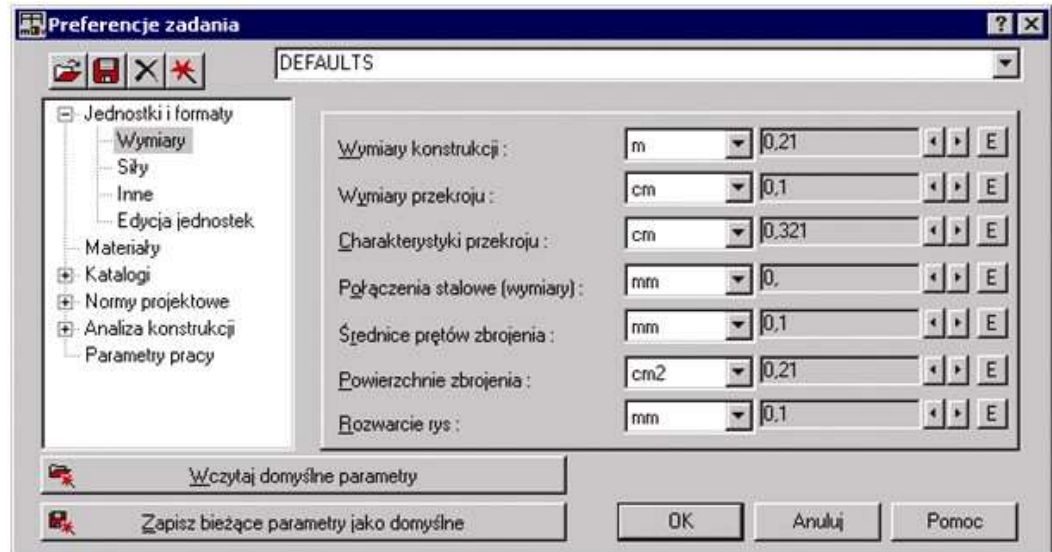 Preferencje zadania
DEFAULTS
Jednostki i formaty
Wymiary
Siły
Inne
Edycja jednostek
Materiały
Katalogi
Normy projektowe
Analiza konstrukcji
Parametry pracy
Wymiary konstrukcji : m 0,21 E
Wymiary przekroju : cm 0,1 E
Charakterystyki przekroju : cm 0,321 E
Połączenia stalowe (wymiary) : mm 0, E
Średnice prętów zbrojenia : mm 0,1 E
Powierzchnie zbrojenia : cm2 0,21 E
Rozwarcie rys : mm 0,1 E
Wczytaj domyślne parametry
Zapisz bieżące parametry jako domyślne
OK Anuluj Pomoc